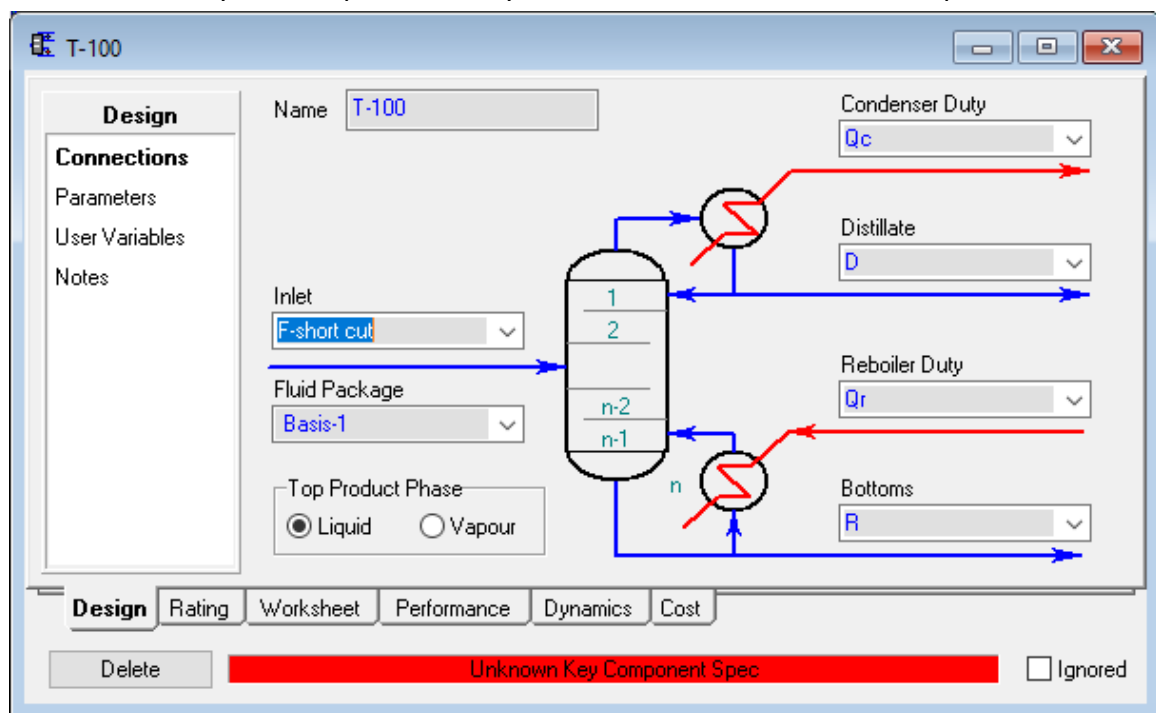 T-100
Design
Connections
Parameters
User Variables
Notes
Name T-100
Inlet
F-short cut
Fluid Package
Basis-1
Top Product Phase
Liquid Vapour
1
2
n-2
n-1
n
Condenser Duty
Qc
Distillate
D
Reboiler Duty
Qr
Bottoms
R
Design Rating Worksheet Performance Dynamics Cost
Delete Unknown Key Component Spec Ignored